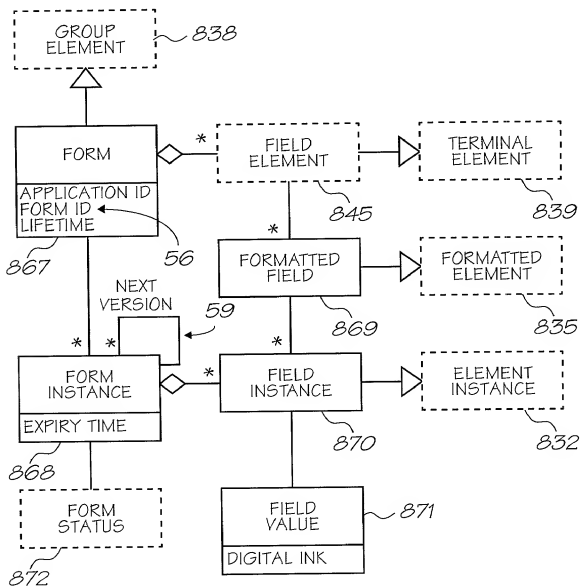 GROUP
ELEMENT
838
FORM
*
FIELD
ELEMENT
TERMINAL
ELEMENT
APPLICATION ID
FORM ID
LIFETIME
845
839
867
56
*
FORMATTED
FIELD
FORMATTED
ELEMENT
NEXT
VERSION
59
869
835
*
*
*
FORM
INSTANCE
*
FIELD
INSTANCE
ELEMENT
INSTANCE
EXPIRY TIME
868
870
832
FORM
STATUS
FIELD
VALUE
871
872
DIGITAL INK